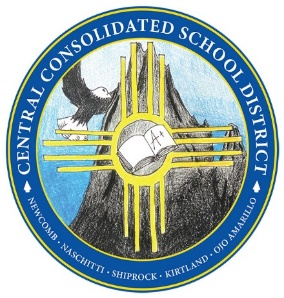 CENTRAL CONSOLIDATED SCHOOL DISTRICT
A+
NEWCOMB · NASCHITTI · SHIPROCK · KIRTLAND · OJO AMARILLO